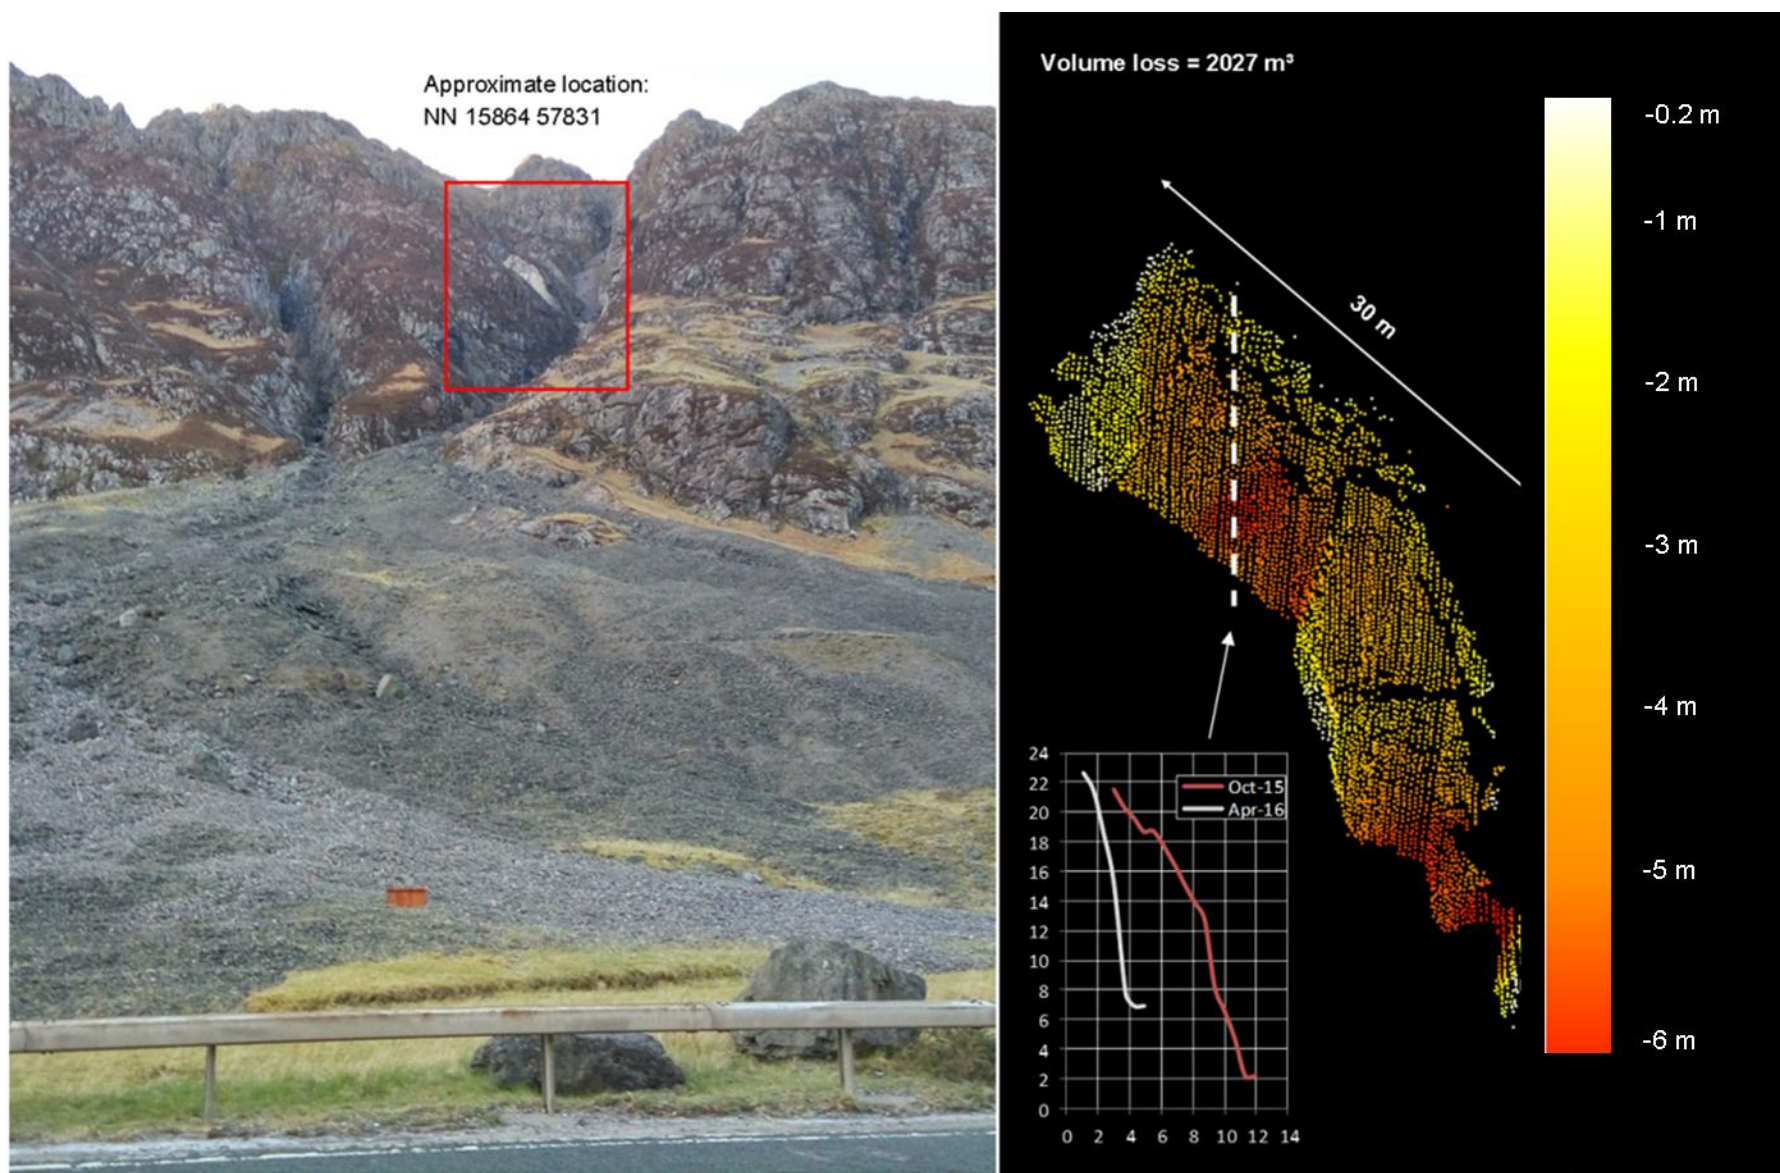 Approximate location:
NN 15864 57831
Volume loss = 2027 m³
-0.2 m
-1 m
-2 m
-3 m
-4 m
-5 m
-6 m
30 m
24
22
20
18
16
14
12
10
8
6
4
2
0
Oct-15
Apr-16
0 2 4 6 8 10 12 14